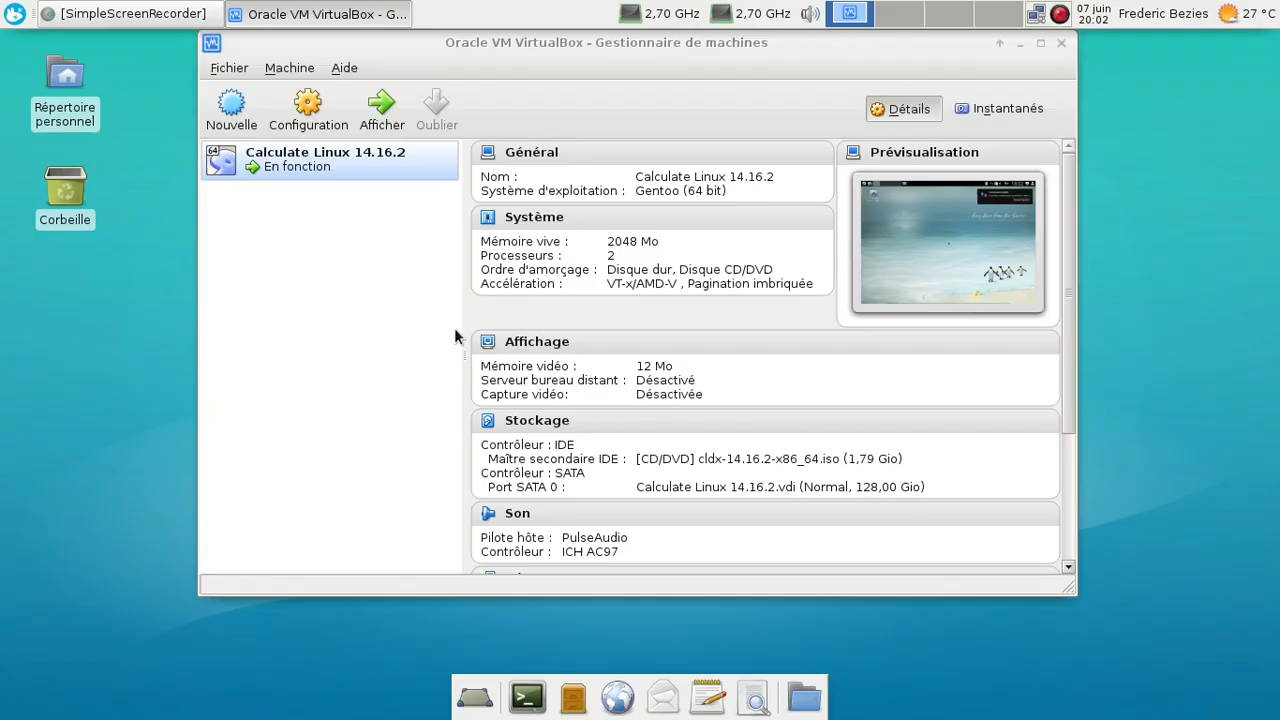 [SimpleScreenRecorder]
Oracle VM VirtualBox - G...
2,70 GHz
2,70 GHz
07 juin
20:02
Frederic Bezies
27 °C
Oracle VM VirtualBox - Gestionnaire de machines
Fichier
Machine
Aide
Nouvelle
Configuration
Afficher
Oublier
Détails
Instantanés
Répertoire
personnel
Corbeille
64
Calculate Linux 14.16.2
En fonction
Général
Nom : Calculate Linux 14.16.2
Système d'exploitation : Gentoo (64 bit)
Système
Mémoire vive : 2048 Mo
Processeurs : 2
Ordre d'amorçage : Disque dur, Disque CD/DVD
Accélération : VT-x/AMD-V , Pagination imbriquée
Prévisualisation
Affichage
Mémoire vidéo : 12 Mo
Serveur bureau distant : Désactivé
Capture vidéo: Désactivée
Stockage
Contrôleur : IDE
Maître secondaire IDE : [CD/DVD] cldx-14.16.2-x86_64.iso (1,79 Gio)
Contrôleur : SATA
Port SATA 0 : Calculate Linux 14.16.2.vdi (Normal, 128,00 Gio)
Son
Pilote hôte : PulseAudio
Contrôleur : ICH AC97